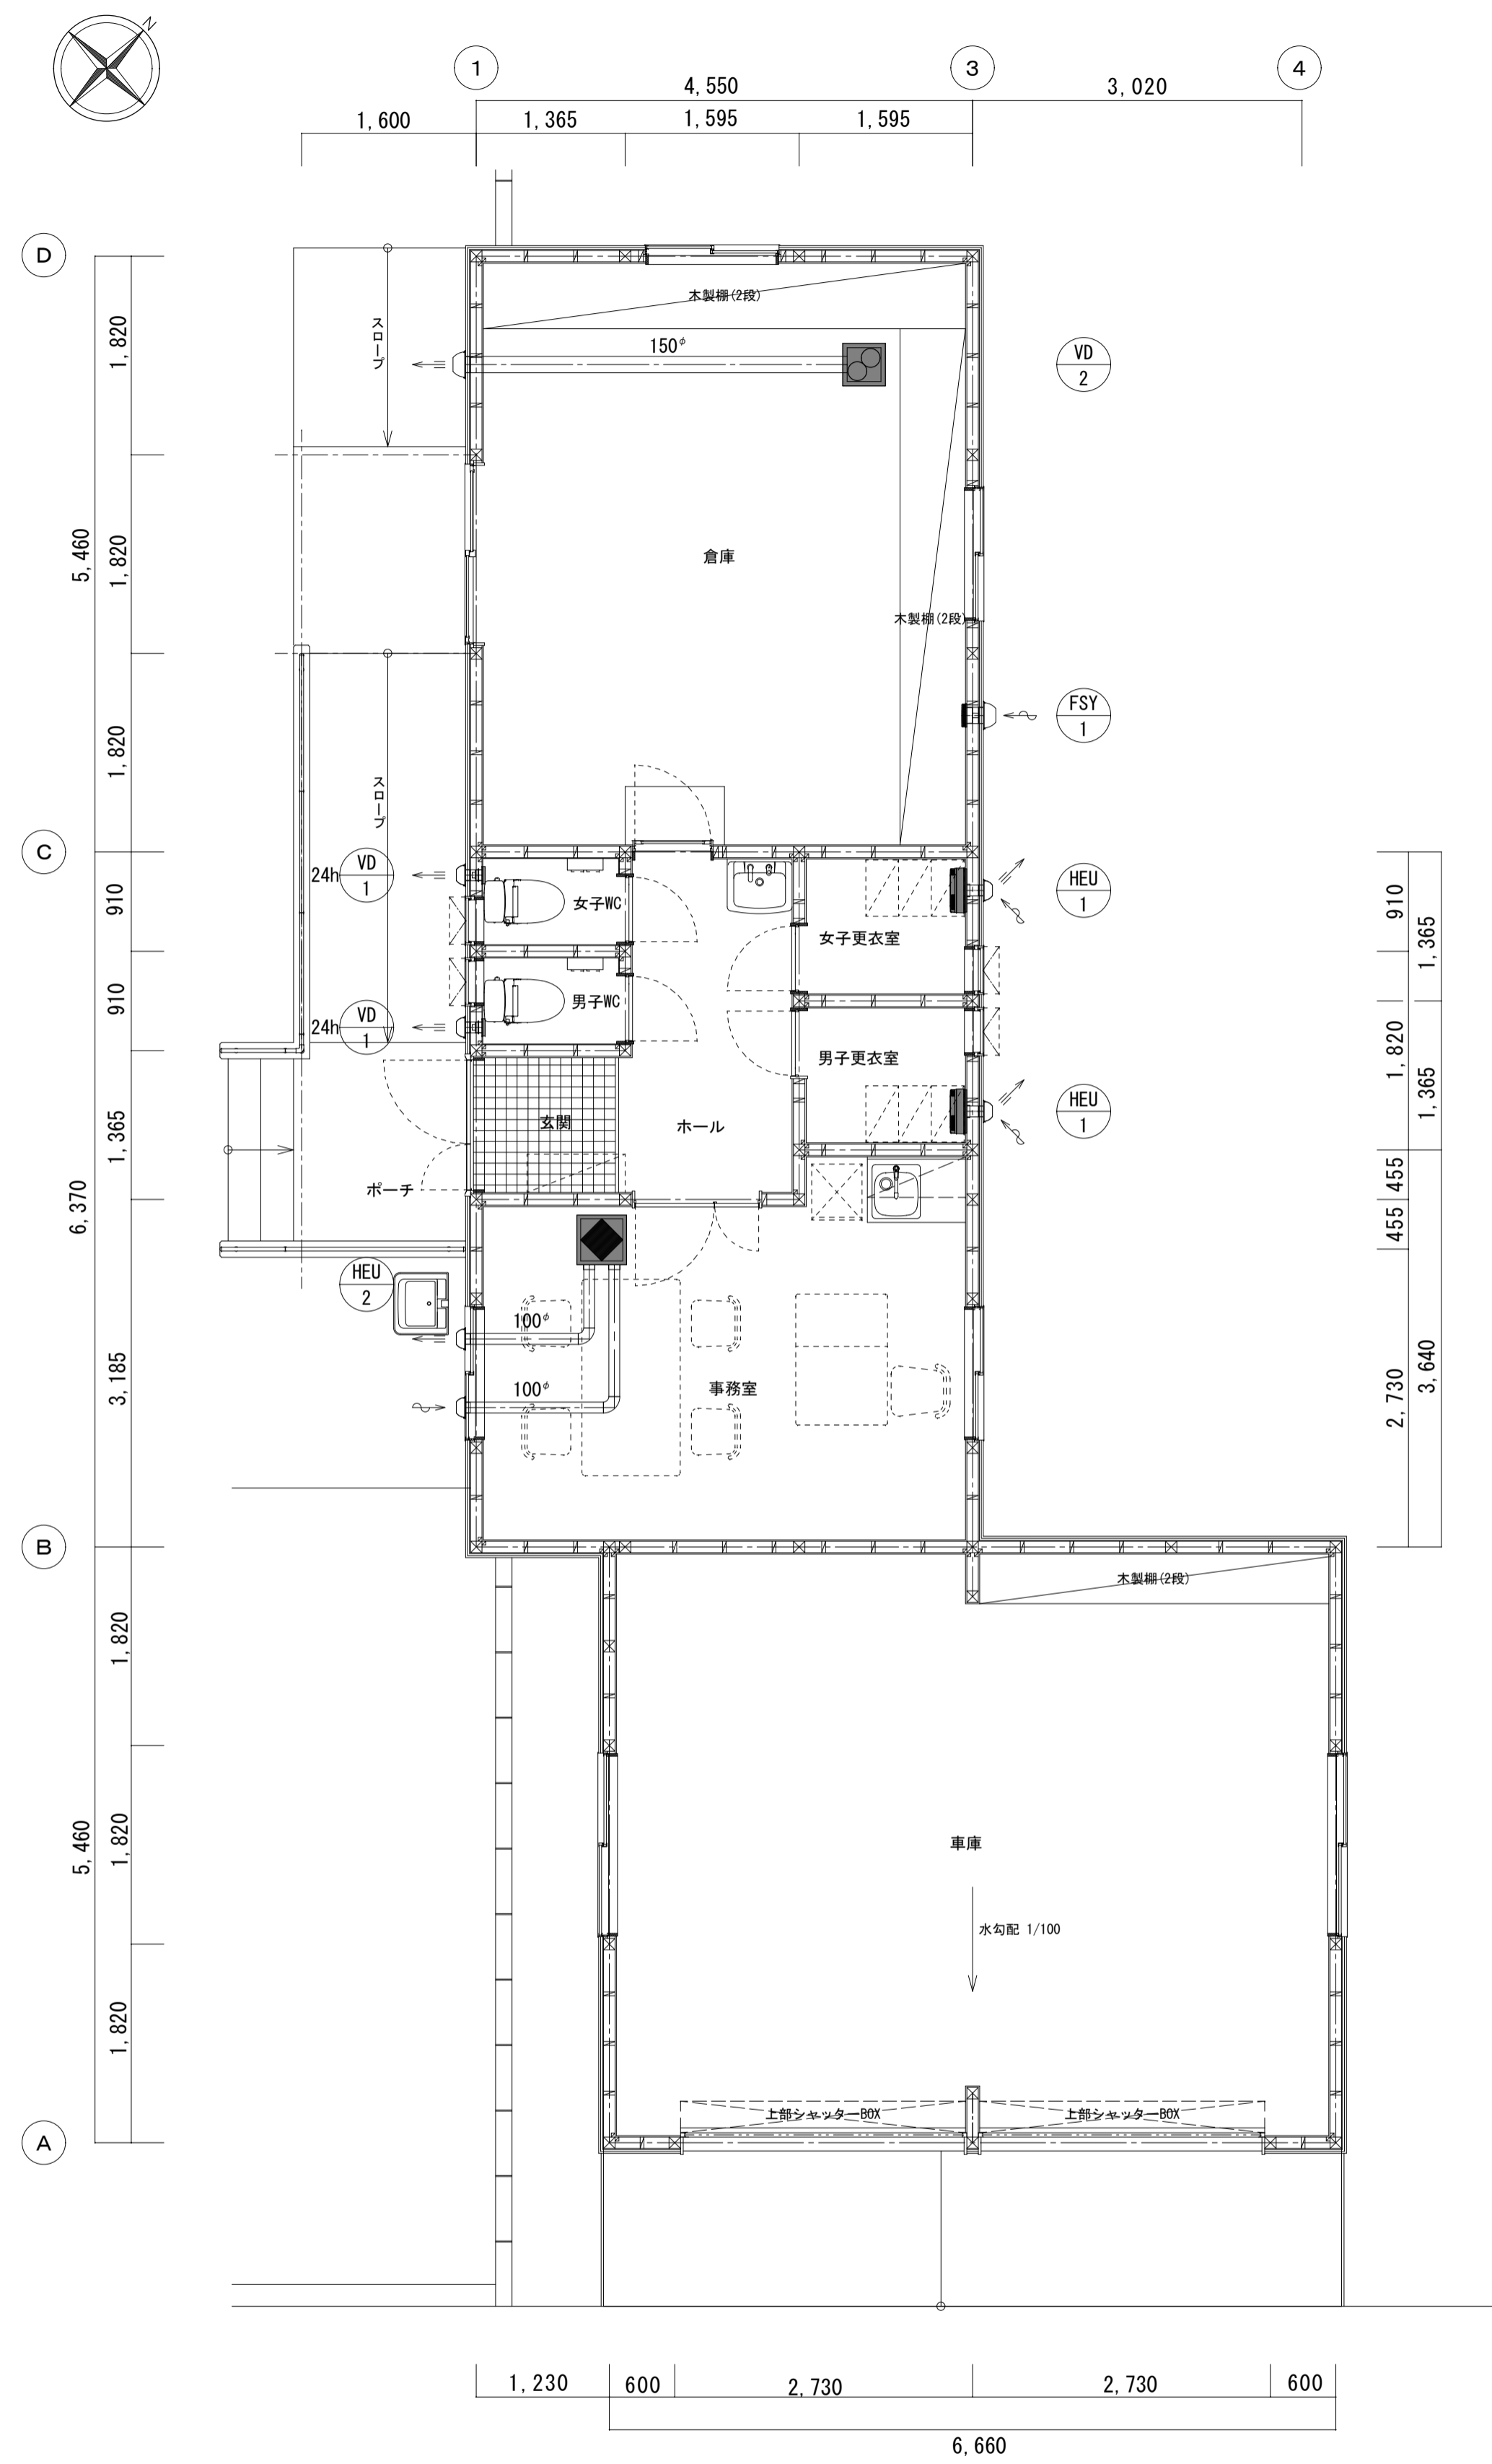 N
1
3
4
4,550
3,020
1,600
1,365
1,595
1,595
D
木製棚(2段)
150φ
VD
2
スロープ
1,820
5,460
1,820
倉庫
木製棚(2段)
FSY
1
1,820
スロープ
C
24h
VD
1
女子WC
HEU
1
910
910
1,365
女子更衣室
男子WC
910
24h
VD
1
男子更衣室
1,820
HEU
1
1,365
玄関
ホール
1,365
ポーチ
455
6,370
455
HEU
2
100φ
100φ
事務室
3,185
2,730
3,640
B
木製棚(2段)
1,820
5,460
1,820
車庫
水勾配 1/100
1,820
上部シャッターBOX
上部シャッターBOX
A
1,230
600
2,730
2,730
600
6,660